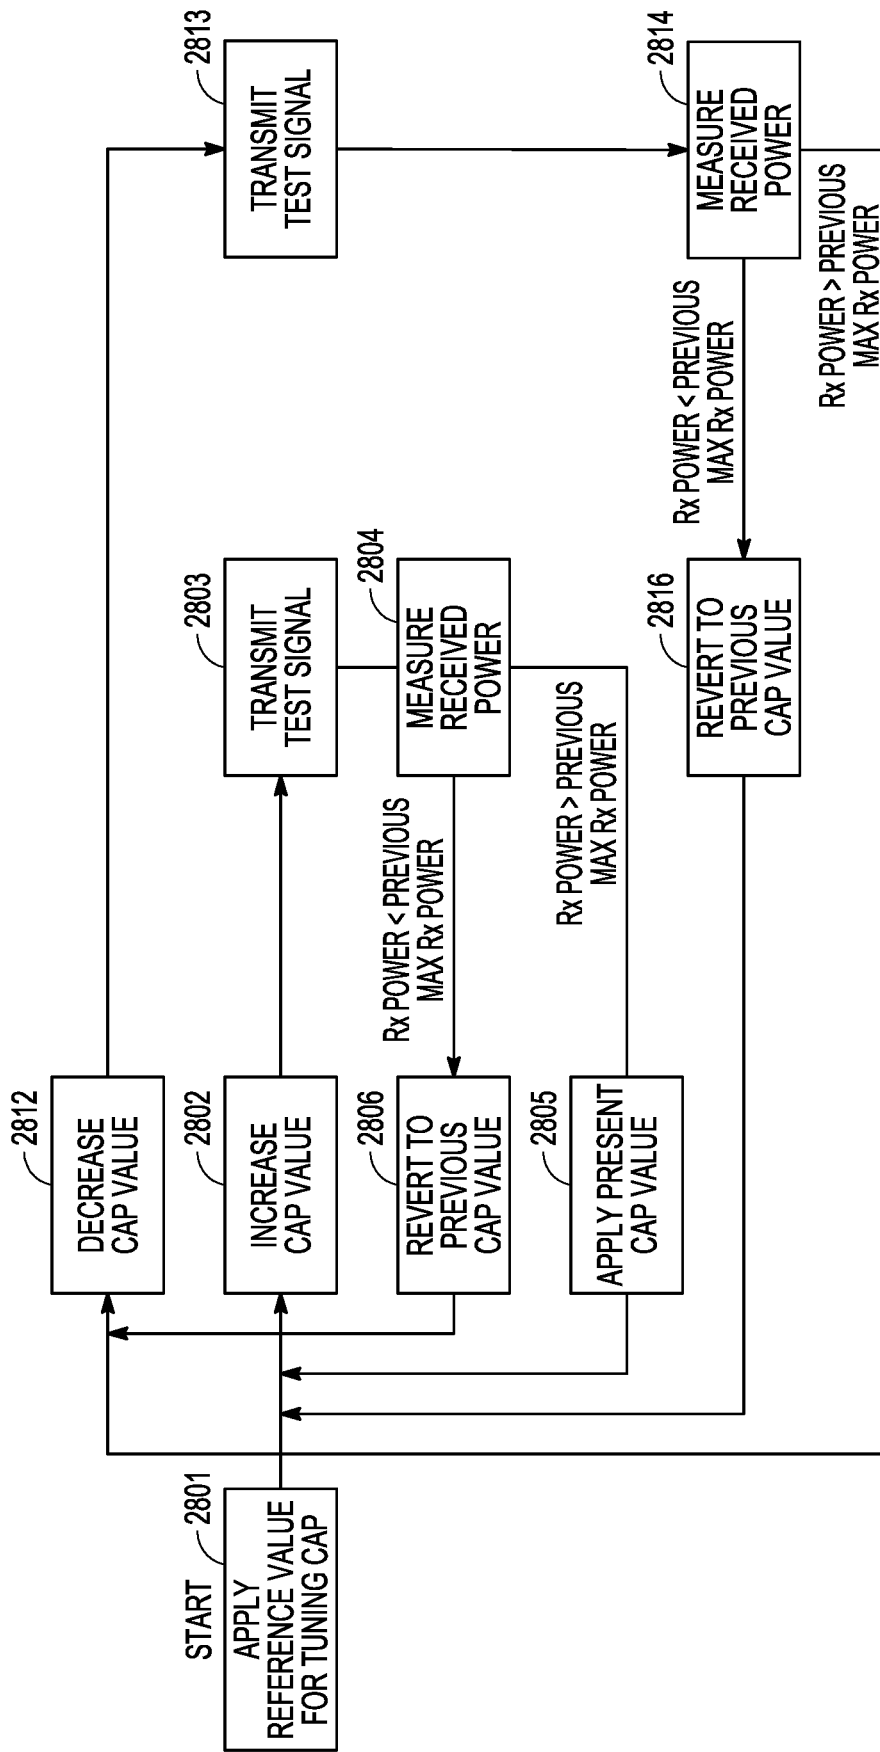 START
2801
APPLY
REFERENCE VALUE
FOR TUNING CAP
2812
DECREASE
CAP VALUE
2802
INCREASE
CAP VALUE
2806
REVERT TO
PREVIOUS
CAP VALUE
2805
APPLY PRESENT
CAP VALUE
Rx POWER < PREVIOUS
MAX Rx POWER
Rx POWER > PREVIOUS
MAX Rx POWER
2803
TRANSMIT
TEST SIGNAL
2804
MEASURE
RECEIVED
POWER
2816
REVERT TO
PREVIOUS
CAP VALUE
Rx POWER < PREVIOUS
MAX Rx POWER
Rx POWER > PREVIOUS
MAX Rx POWER
2813
TRANSMIT
TEST SIGNAL
2814
MEASURE
RECEIVED
POWER